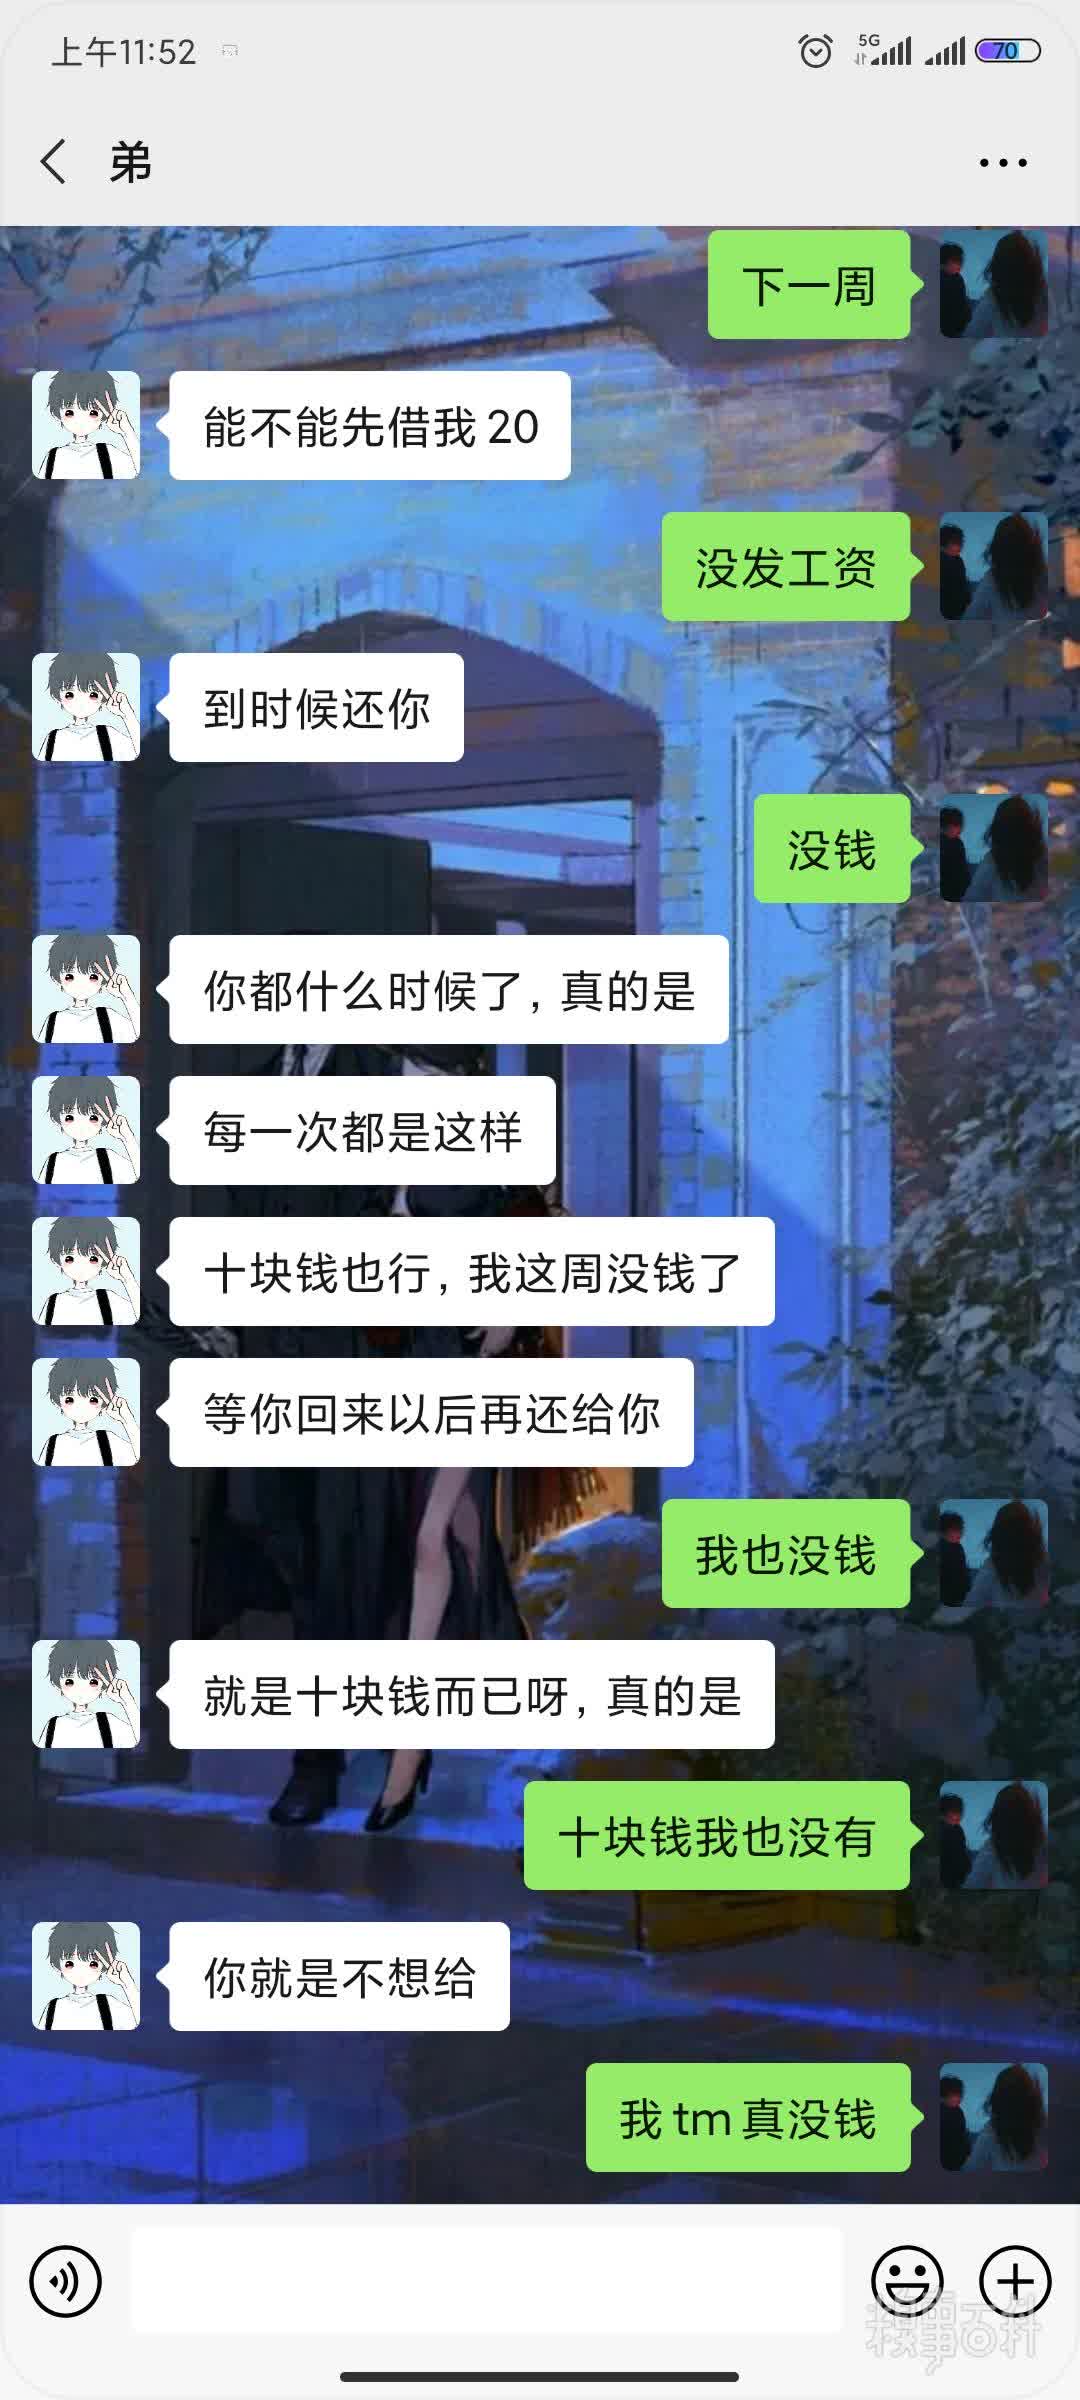 上午11:52
5G
70
弟
下一周
能不能先借我20
没发工资
到时候还你
没钱
你都什么时候了，真的是
每一次都是这样
十块钱也行，我这周没钱了
等你回来以后再还给你
我也没钱
就是十块钱而已呀，真的是
十块钱我也没有
你就是不想给
我tm真没钱